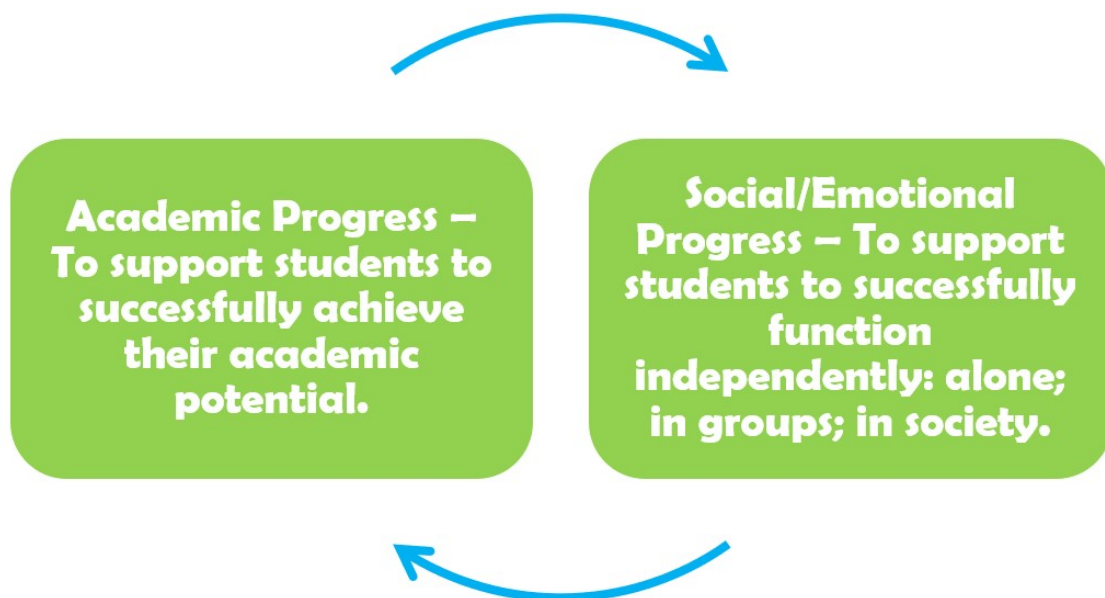 Academic Progress –
To support students to
successfully achieve
their academic
potential.
Social/Emotional
Progress – To support
students to successfully
function
independently: alone;
in groups; in society.